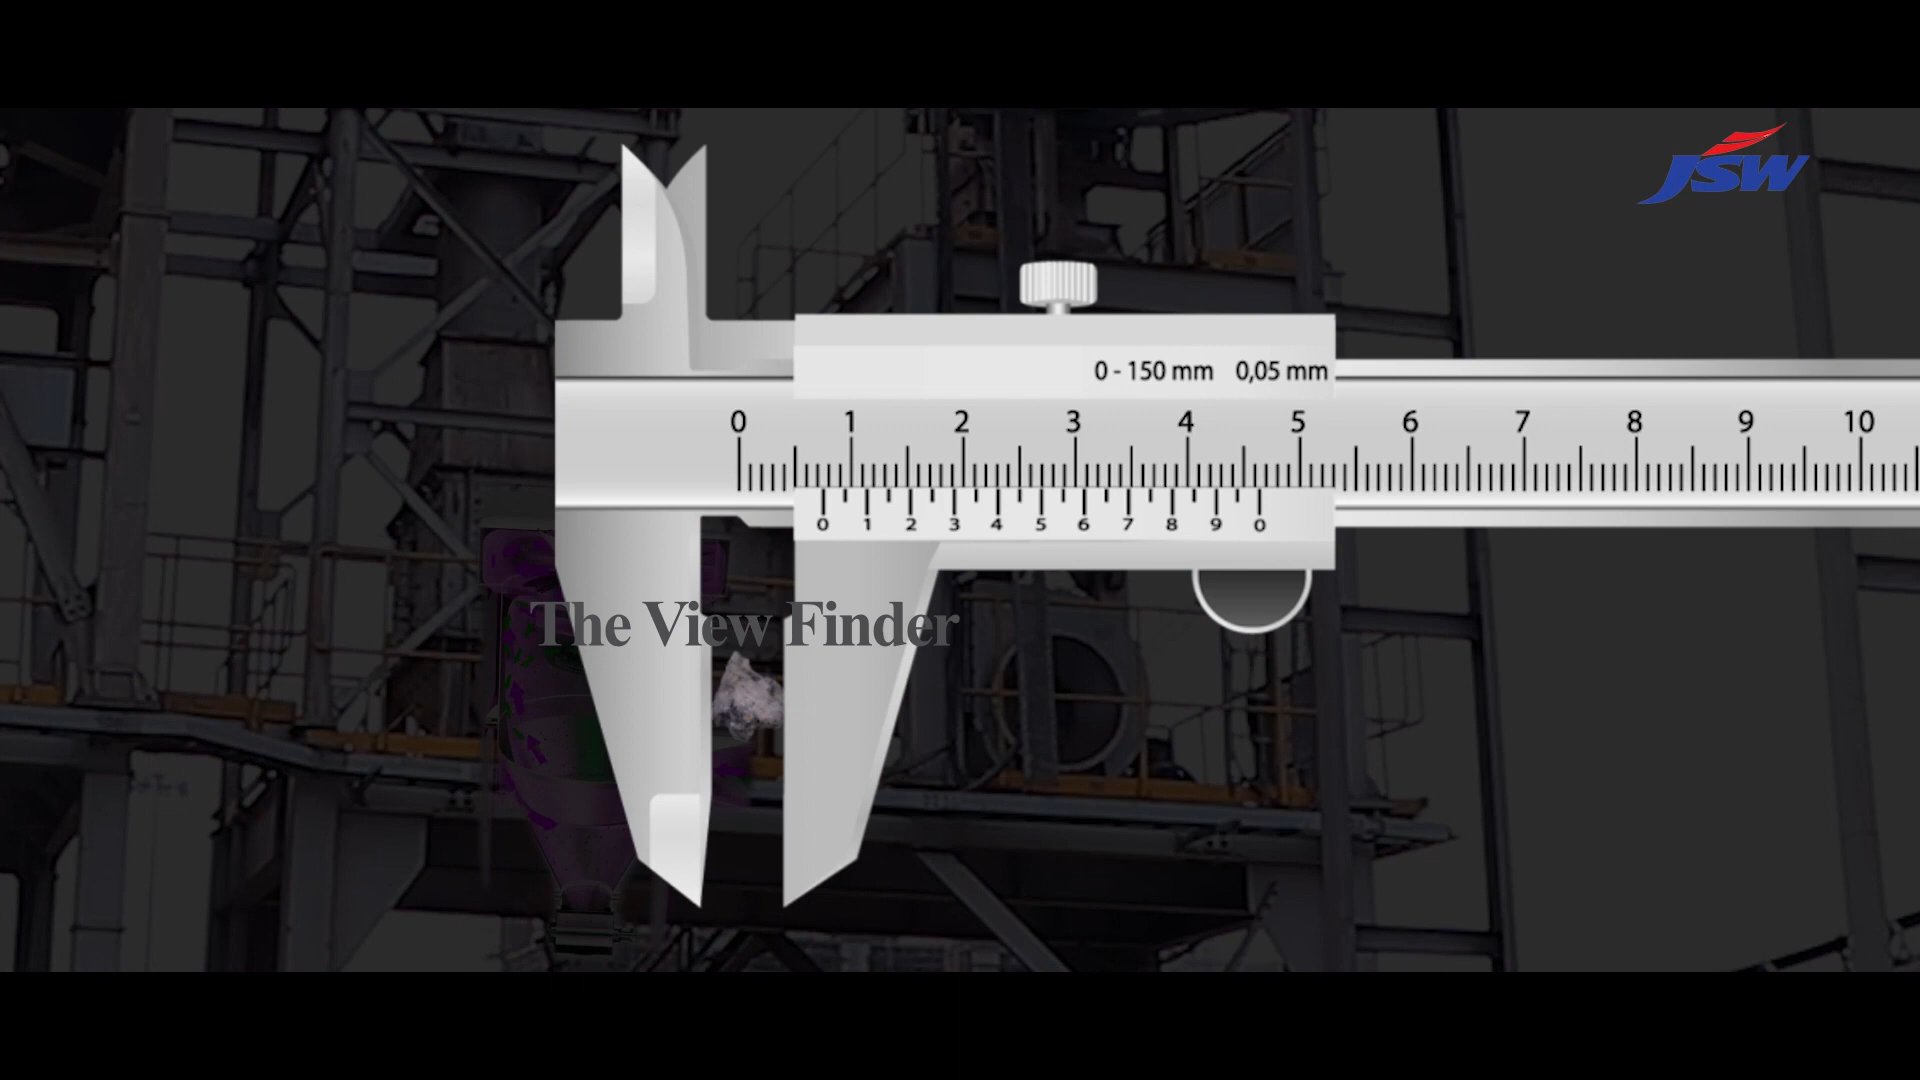 JSW
0 - 150 mm 0,05 mm
0 1 2 3 4 5 6 7 8 9 10
0 1 2 3 4 5 6 7 8 9 0
The View Finder